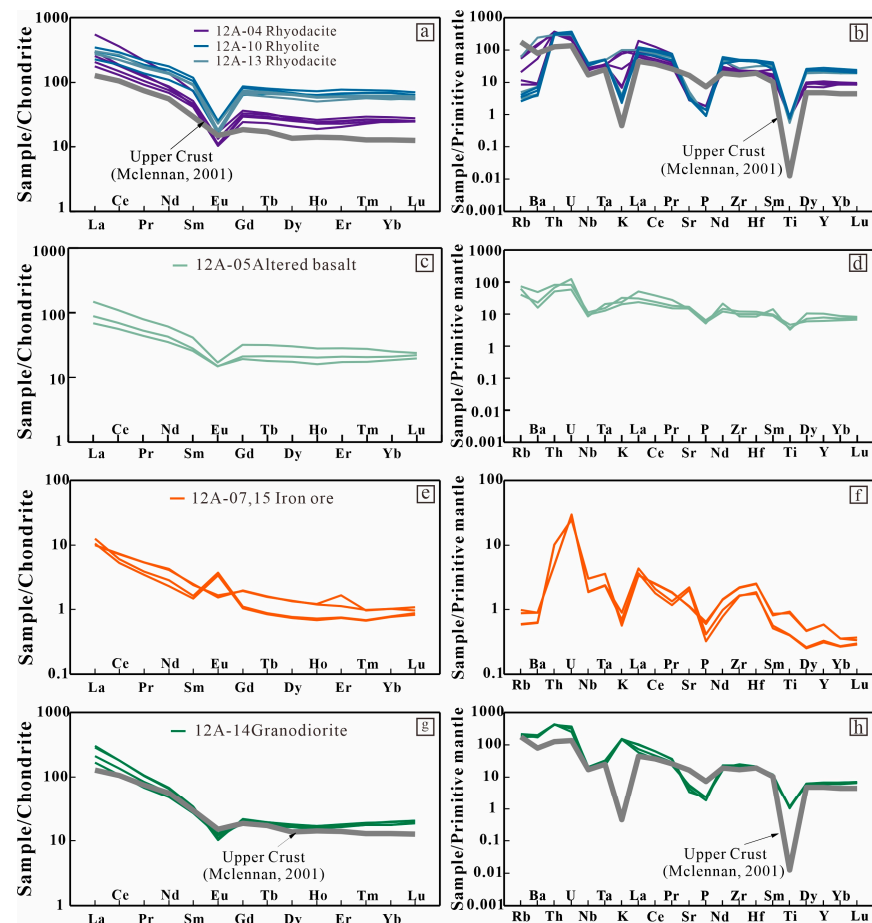 12A-04 Rhyodacite
12A-10 Rhyolite
12A-13 Rhyodacite
a
Sample/Chondrite
1000
100
10
1
Upper Crust
(Mclennan, 2001)
Ce Nd Eu Tb Ho Tm Lu
La Pr Sm Gd Dy Er Yb
b
Sample/Primitive mantle
1000
100
10
1
0.1
0.01
0.001
Upper Crust
(Mclennan, 2001)
Ba U Ta La Pr P Zr Sm Dy Yb
Rb Th Nb K Ce Sr Nd Hf Ti Y Lu
12A-05Altered basalt
c
Sample/Chondrite
1000
100
10
1
Ce Nd Eu Tb Ho Tm Lu
La Pr Sm Gd Dy Er Yb
d
Sample/Primitive mantle
1000
100
10
1
0.1
0.01
0.001
Ba U Ta La Pr P Zr Sm Dy Yb
Rb Th Nb K Ce Sr Nd Hf Ti Y Lu
12A-07,15 Iron ore
e
Sample/Chondrite
100
10
1
0.1
Ce Nd Eu Tb Ho Tm Lu
La Pr Sm Gd Dy Er Yb
f
Sample/Primitive mantle
100
10
1
0.1
Ba U Ta La Pr P Zr Sm Dy Yb
Rb Th Nb K Ce Sr Nd Hf Ti Y Lu
12A-14Granodiorite
g
Sample/Chondrite
1000
100
10
1
Upper Crust
(Mclennan, 2001)
Ce Nd Eu Tb Ho Tm Lu
La Pr Sm Gd Dy Er Yb
h
Sample/Primitive mantle
1000
100
10
1
0.1
0.01
0.001
Upper Crust
(Mclennan, 2001)
Ba U Ta La Pr P Zr Sm Dy Yb
Rb Th Nb K Ce Sr Nd Hf Ti Y Lu